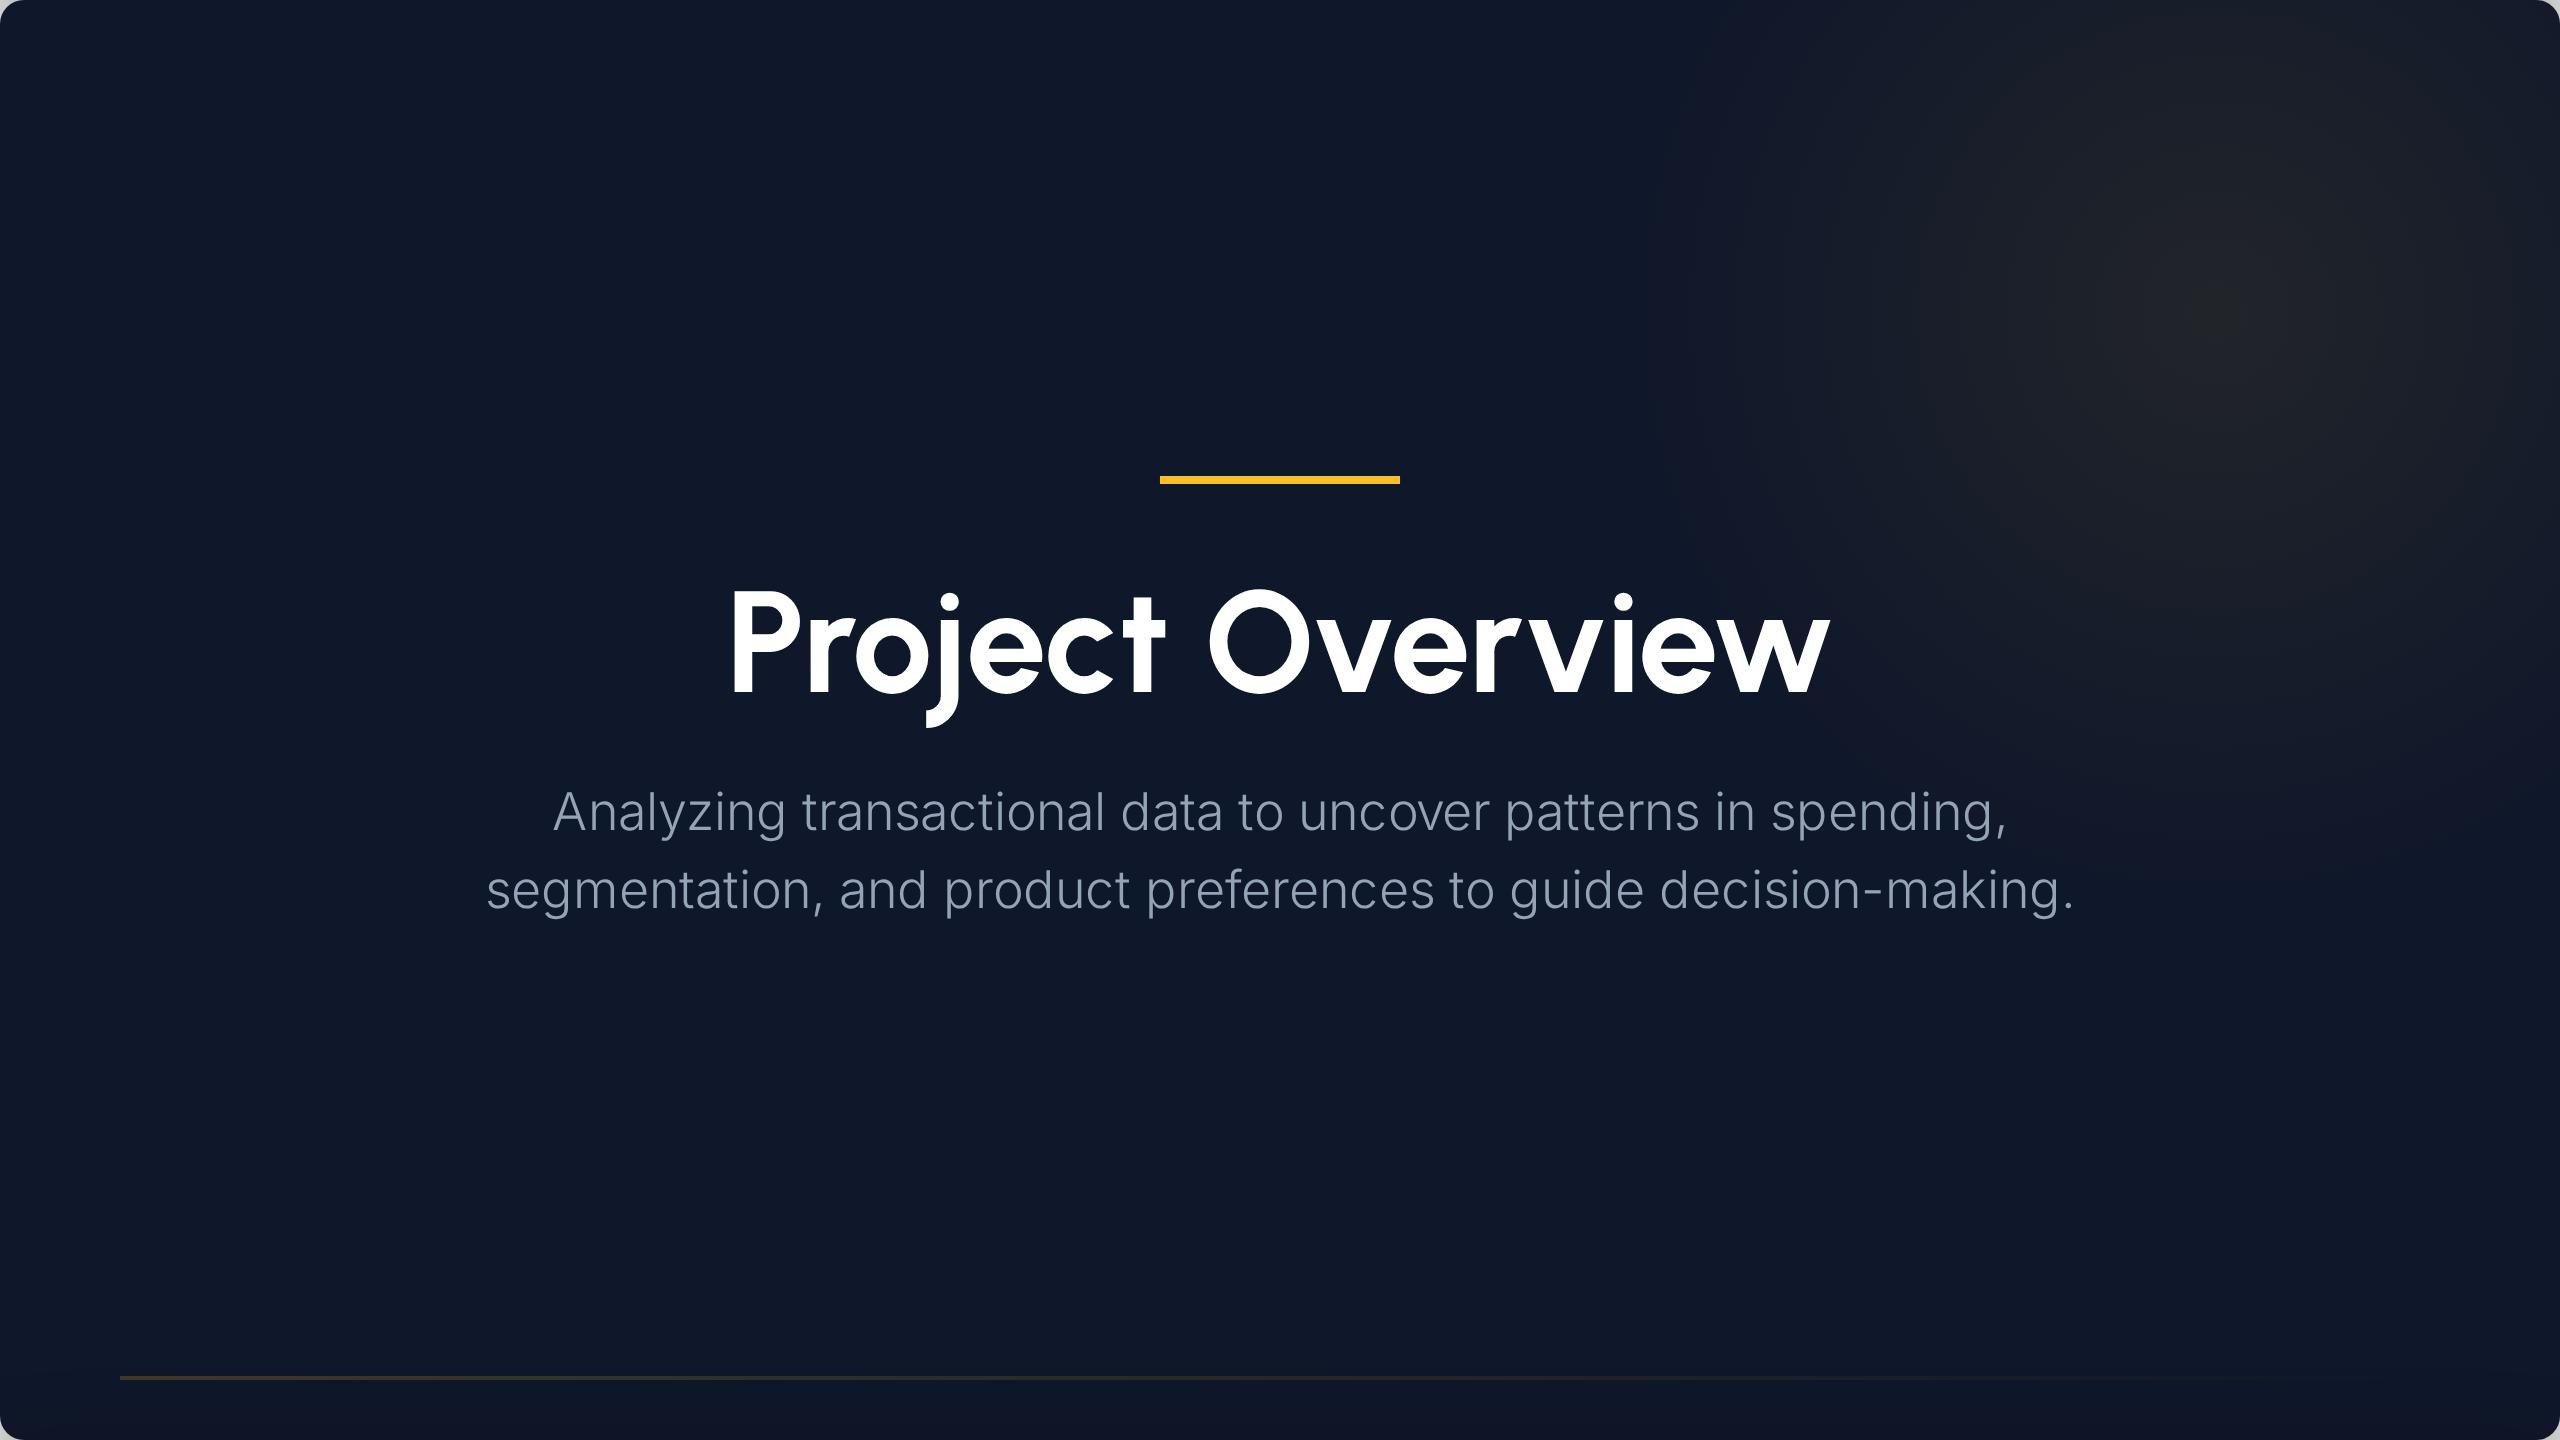 Project Overview
Analyzing transactional data to uncover patterns in spending,
segmentation, and product preferences to guide decision-making.